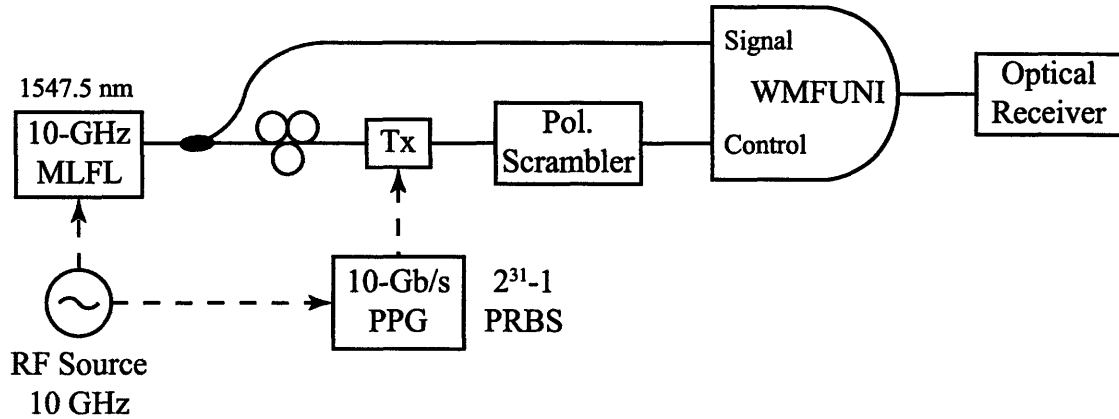 Signal
WMFUNI
Control
Optical
Receiver
1547.5 nm
10-GHz
MLFL
Tx
Pol.
Scrambler
10-Gb/s
PPG
2³¹-1
PRBS
RF Source
10 GHz